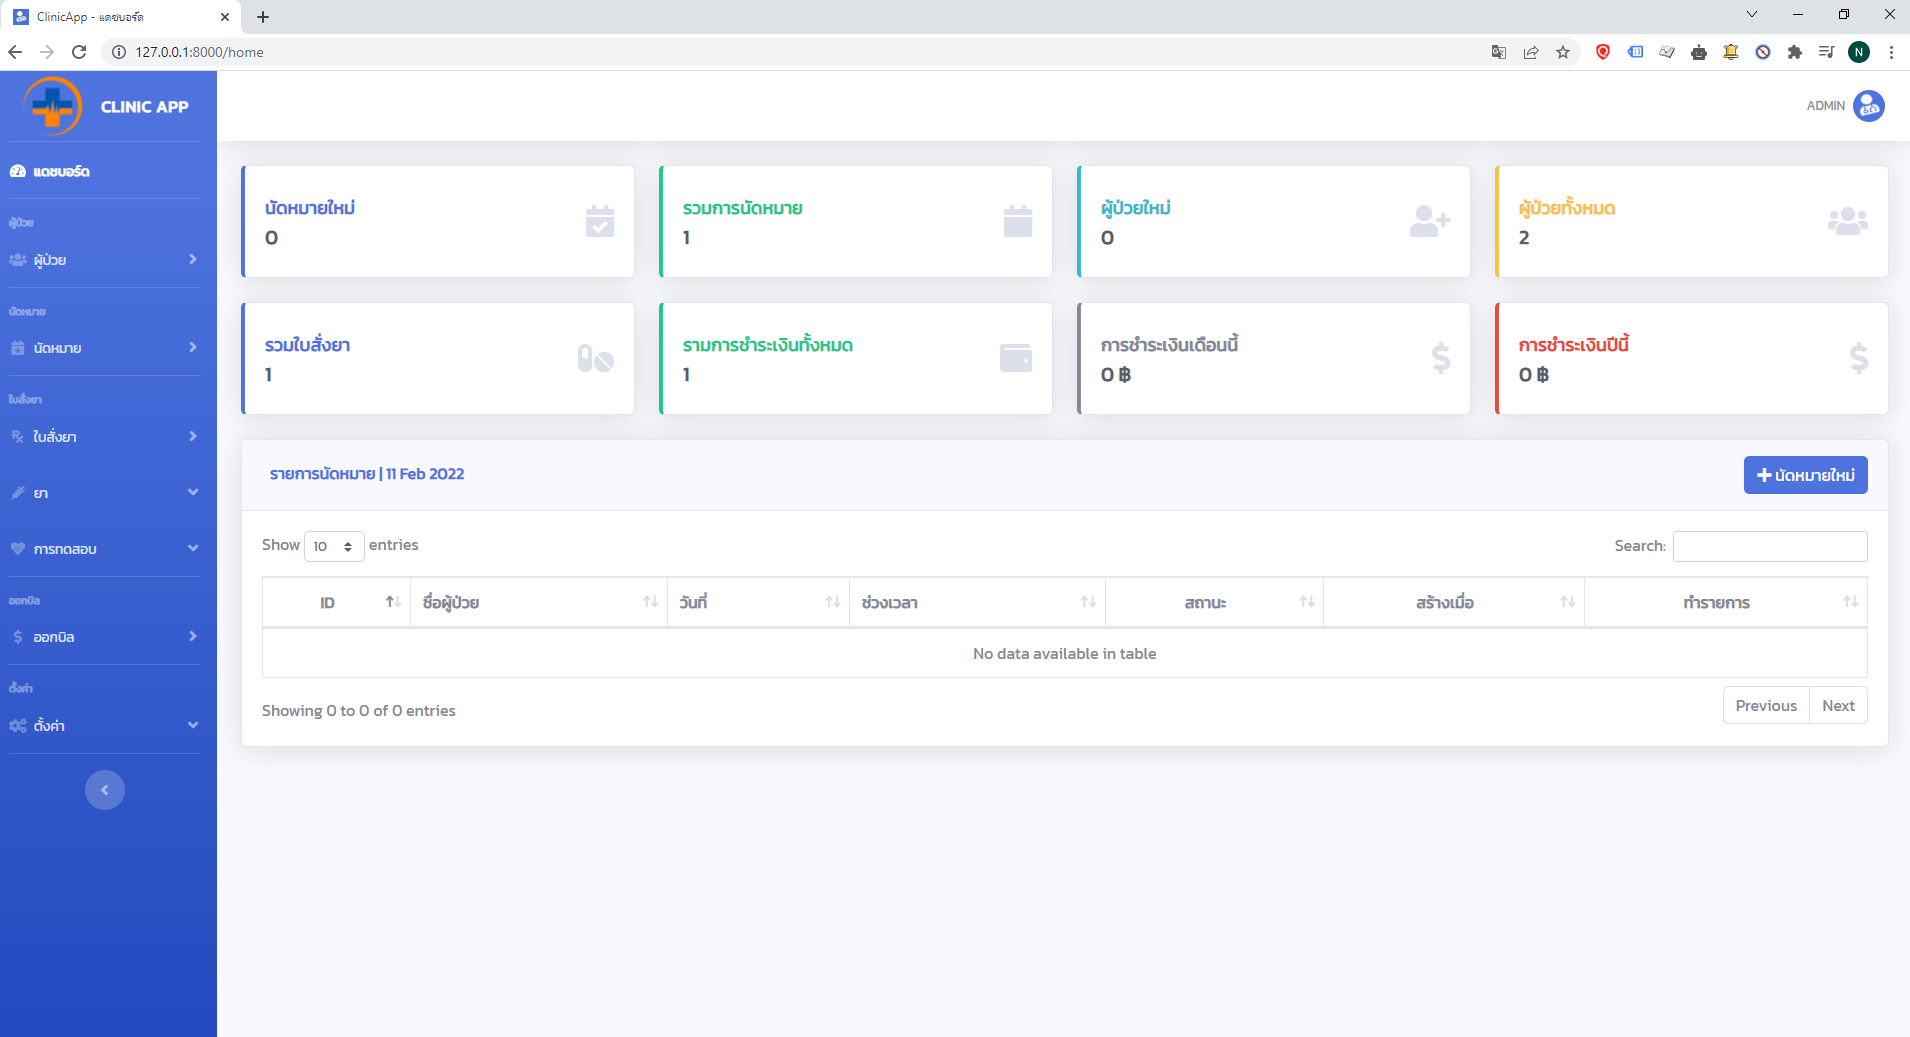 ClinicApp - แดชบอร์ด
127.0.0.1:8000/home
N
CLINIC APP
ADMIN
แดชบอร์ด
ผู้ป่วย
ผู้ป่วย
นัดหมาย
นัดหมาย
ใบสั่งยา
ใบสั่งยา
ยา
การทดสอบ
ออกบิล
ออกบิล
ตั้งค่า
ตั้งค่า
นัดหมายใหม่
0
รวมการนัดหมาย
1
ผู้ป่วยใหม่
0
ผู้ป่วยทั้งหมด
2
รวมใบสั่งยา
1
รามการชำระเงินทั้งหมด
1
การชำระเงินเดือนนี้
0 ฿
การชำระเงินปีนี้
0 ฿
รายการนัดหมาย | 11 Feb 2022
นัดหมายใหม่
Show 10 entries
Search:
ID ชื่อผู้ป่วย วันที่ ช่วงเวลา สถานะ สร้างเมื่อ ทำรายการ
No data available in table
Showing 0 to 0 of 0 entries
Previous Next